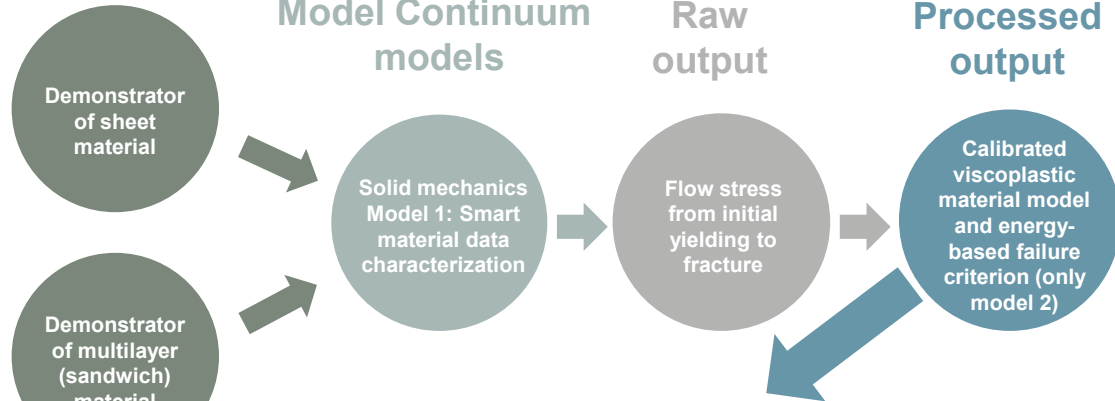 Model Continuum
models
Raw
output
Processed
output
Demonstrator
of sheet
material
Solid mechanics
Model 1: Smart
material data
characterization
Flow stress
from initial
yielding to
fracture
Calibrated
viscoplastic
material model
and energy-
based failure
criterion (only
model 2)
Demonstrator
of multilayer
(sandwich)
material